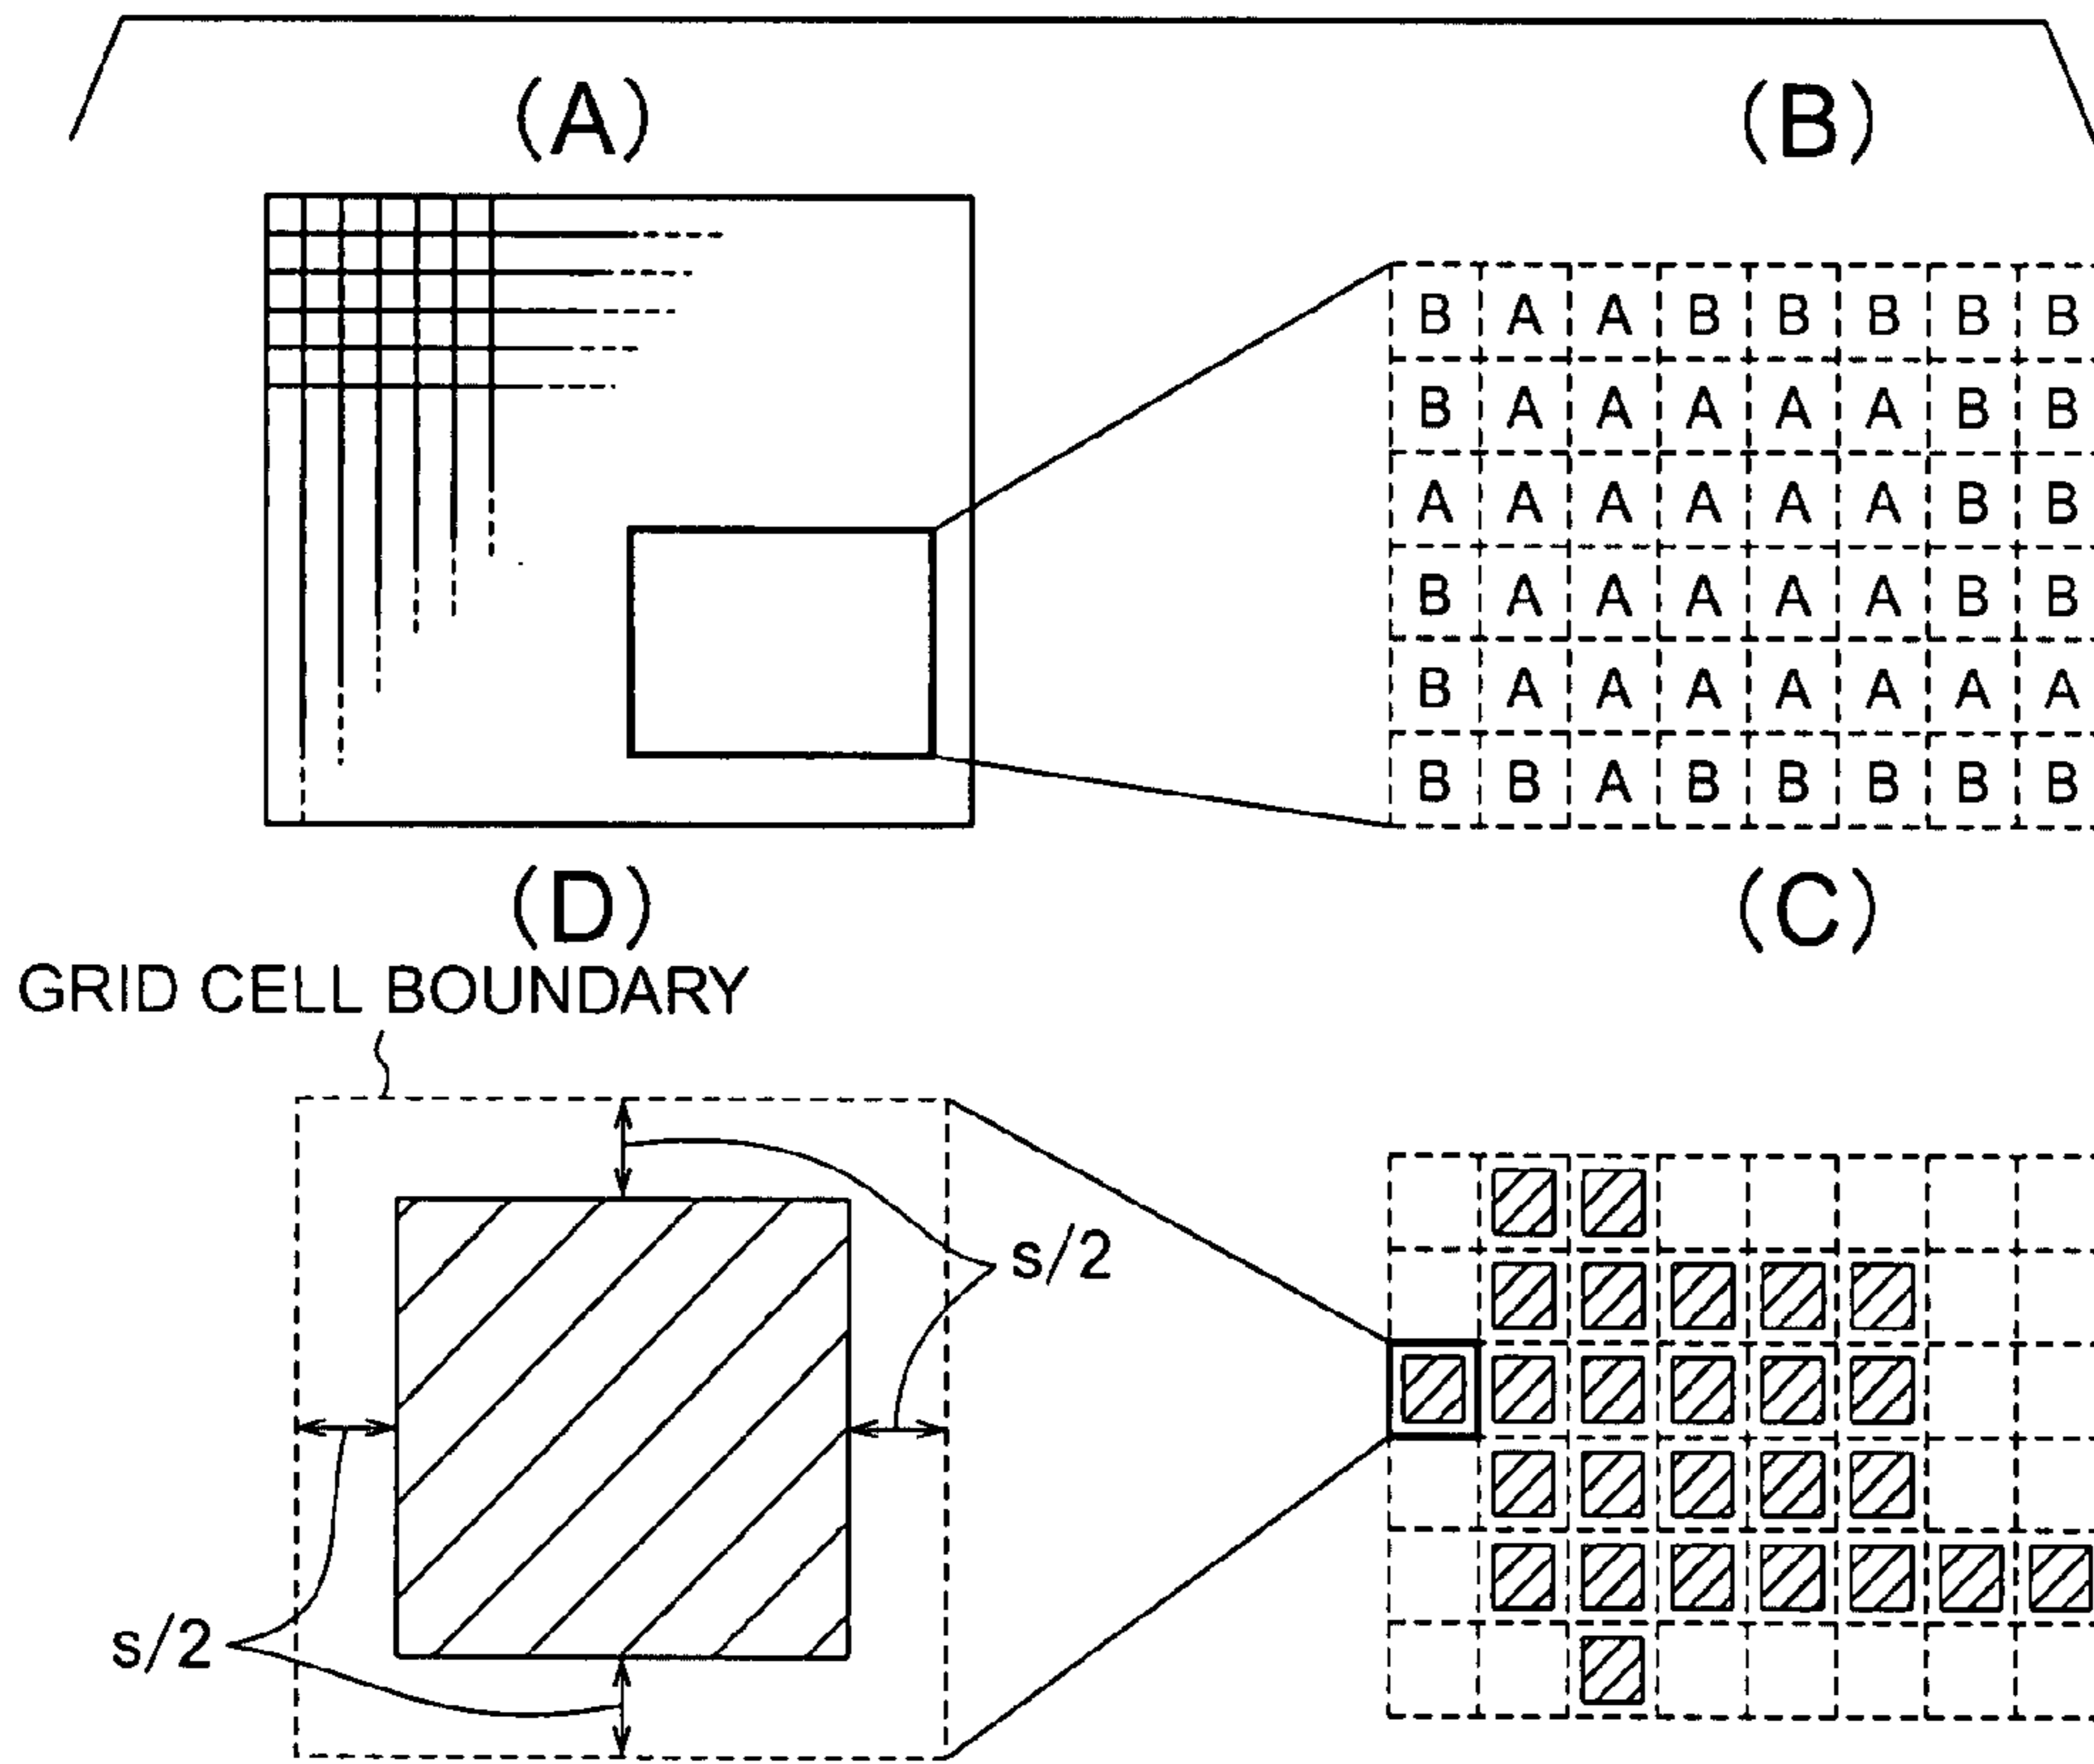 (A)
(B)
B A A B B B B B
B A A A A A B B
A A A A A A B B
B A A A A A B B
B A A A A A A A
B B A B B B B B
(D)
(C)
GRID CELL BOUNDARY
s/2
s/2